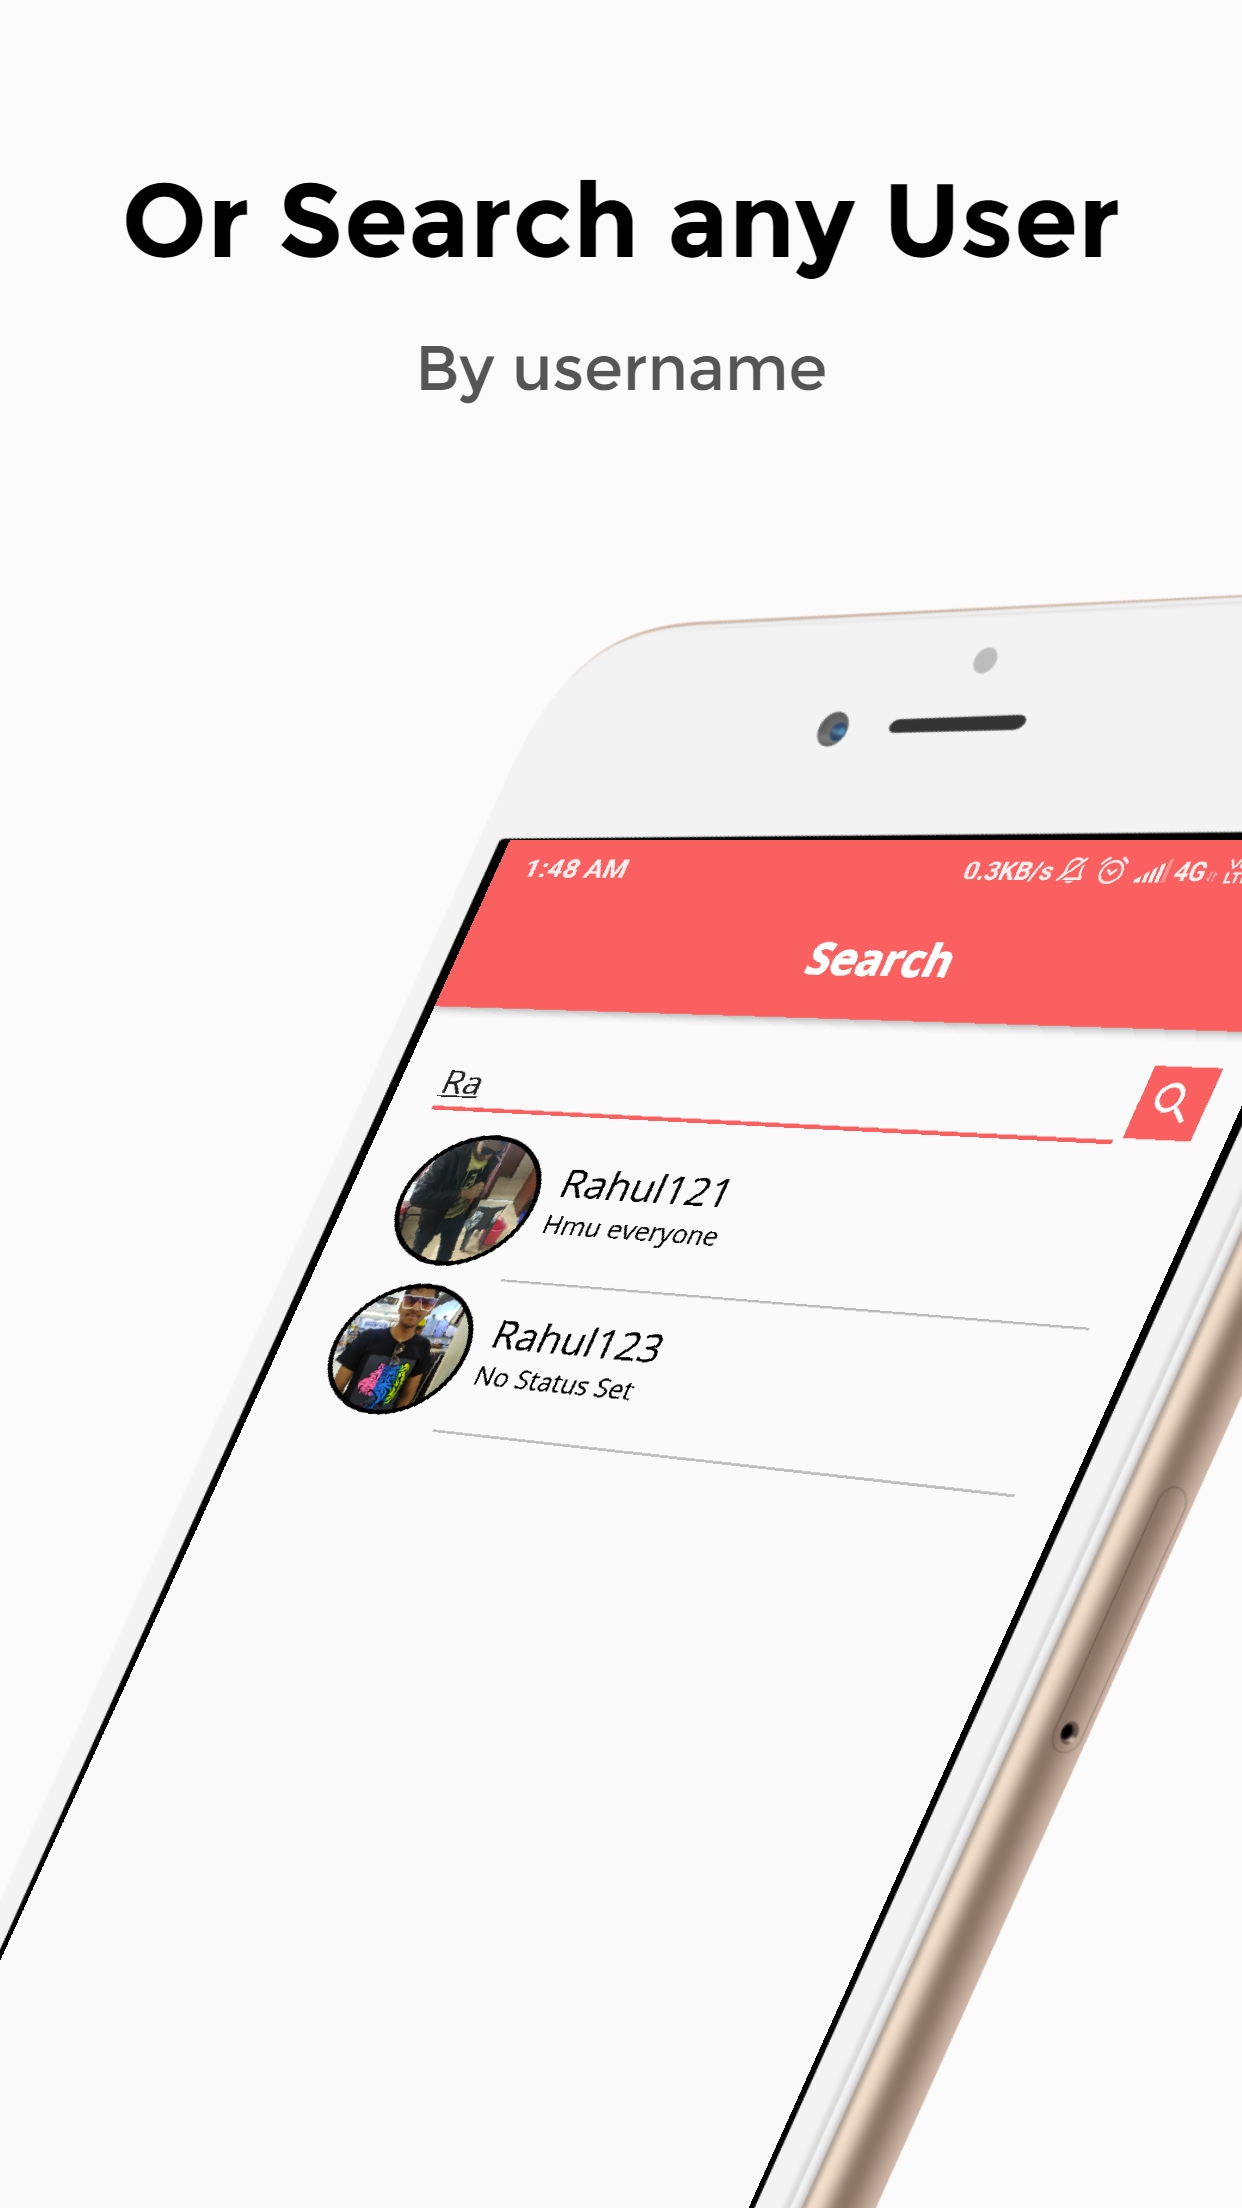 Or Search any User
By username
1:48 AM 0.3KB/s 4G
Search
Ra
Rahul121
Hmu everyone
Rahul123
No Status Set